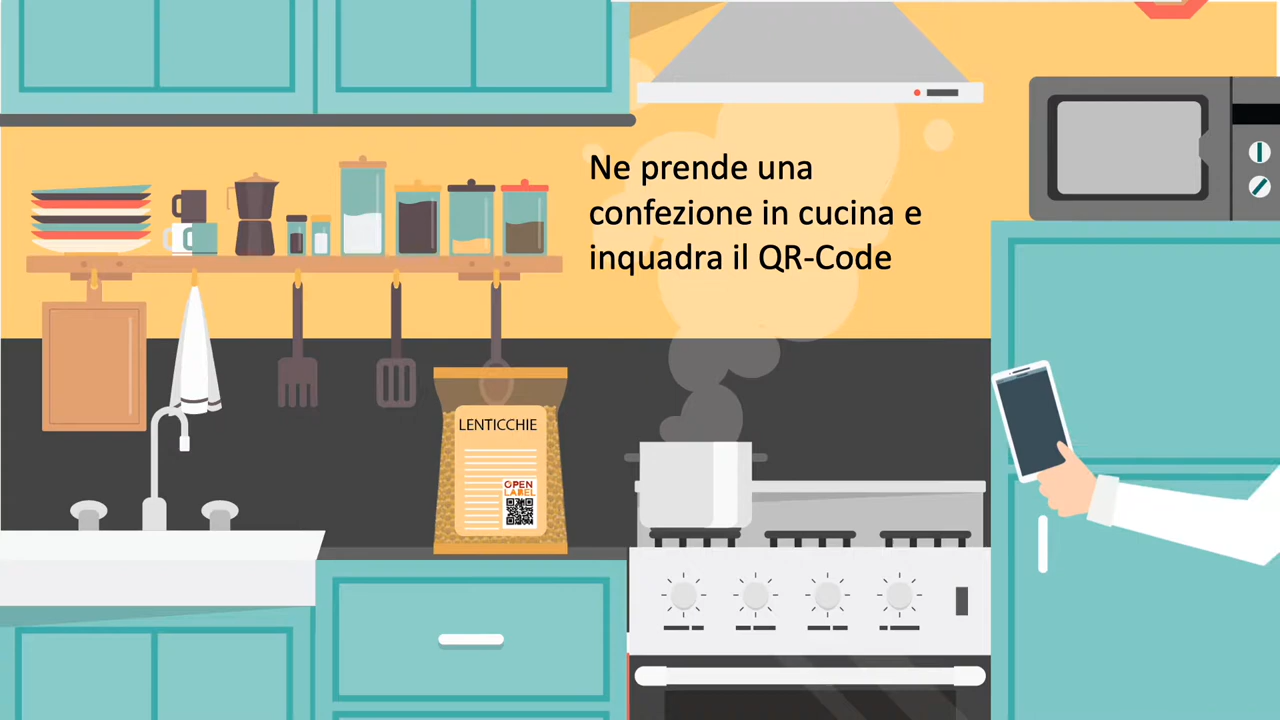 Ne prende una
confezione in cucina e
inquadra il QR-Code
LENTICCHIE
OPEN
LABEL